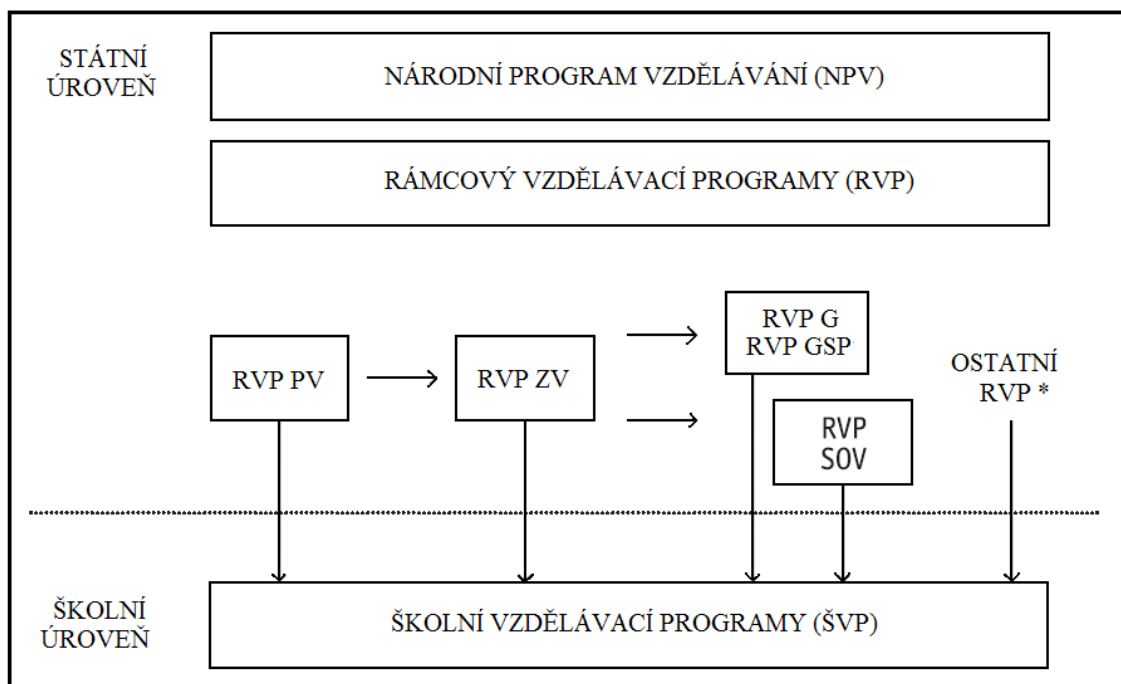 STÁTNÍ
ÚROVEŇ
NÁRODNÍ PROGRAM VZDĚLÁVÁNÍ (NPV)
RÁMCOVÝ VZDĚLÁVACÍ PROGRAMY (RVP)
RVP PV
RVP ZV
RVP G
RVP GSP
RVP
SOV
OSTATNÍ
RVP *
ŠKOLNÍ
ÚROVEŇ
ŠKOLNÍ VZDĚLÁVACÍ PROGRAMY (ŠVP)